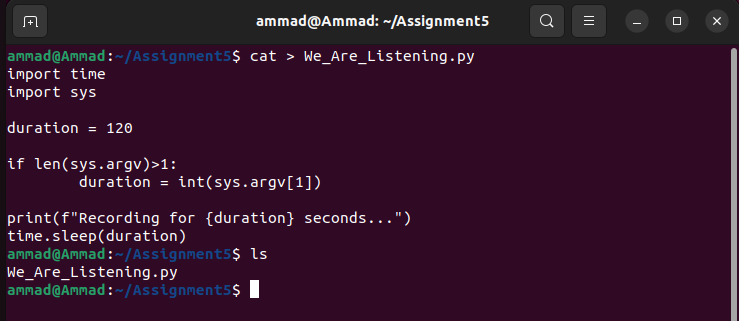 ammad@Ammad: ~/Assignment5
ammad@Ammad:~/Assignment5$ cat > We_Are_Listening.py
import time
import sys

duration = 120

if len(sys.argv)>1:
        duration = int(sys.argv[1])

print(f"Recording for {duration} seconds...")
time.sleep(duration)
ammad@Ammad:~/Assignment5$ ls
We_Are_Listening.py
ammad@Ammad:~/Assignment5$